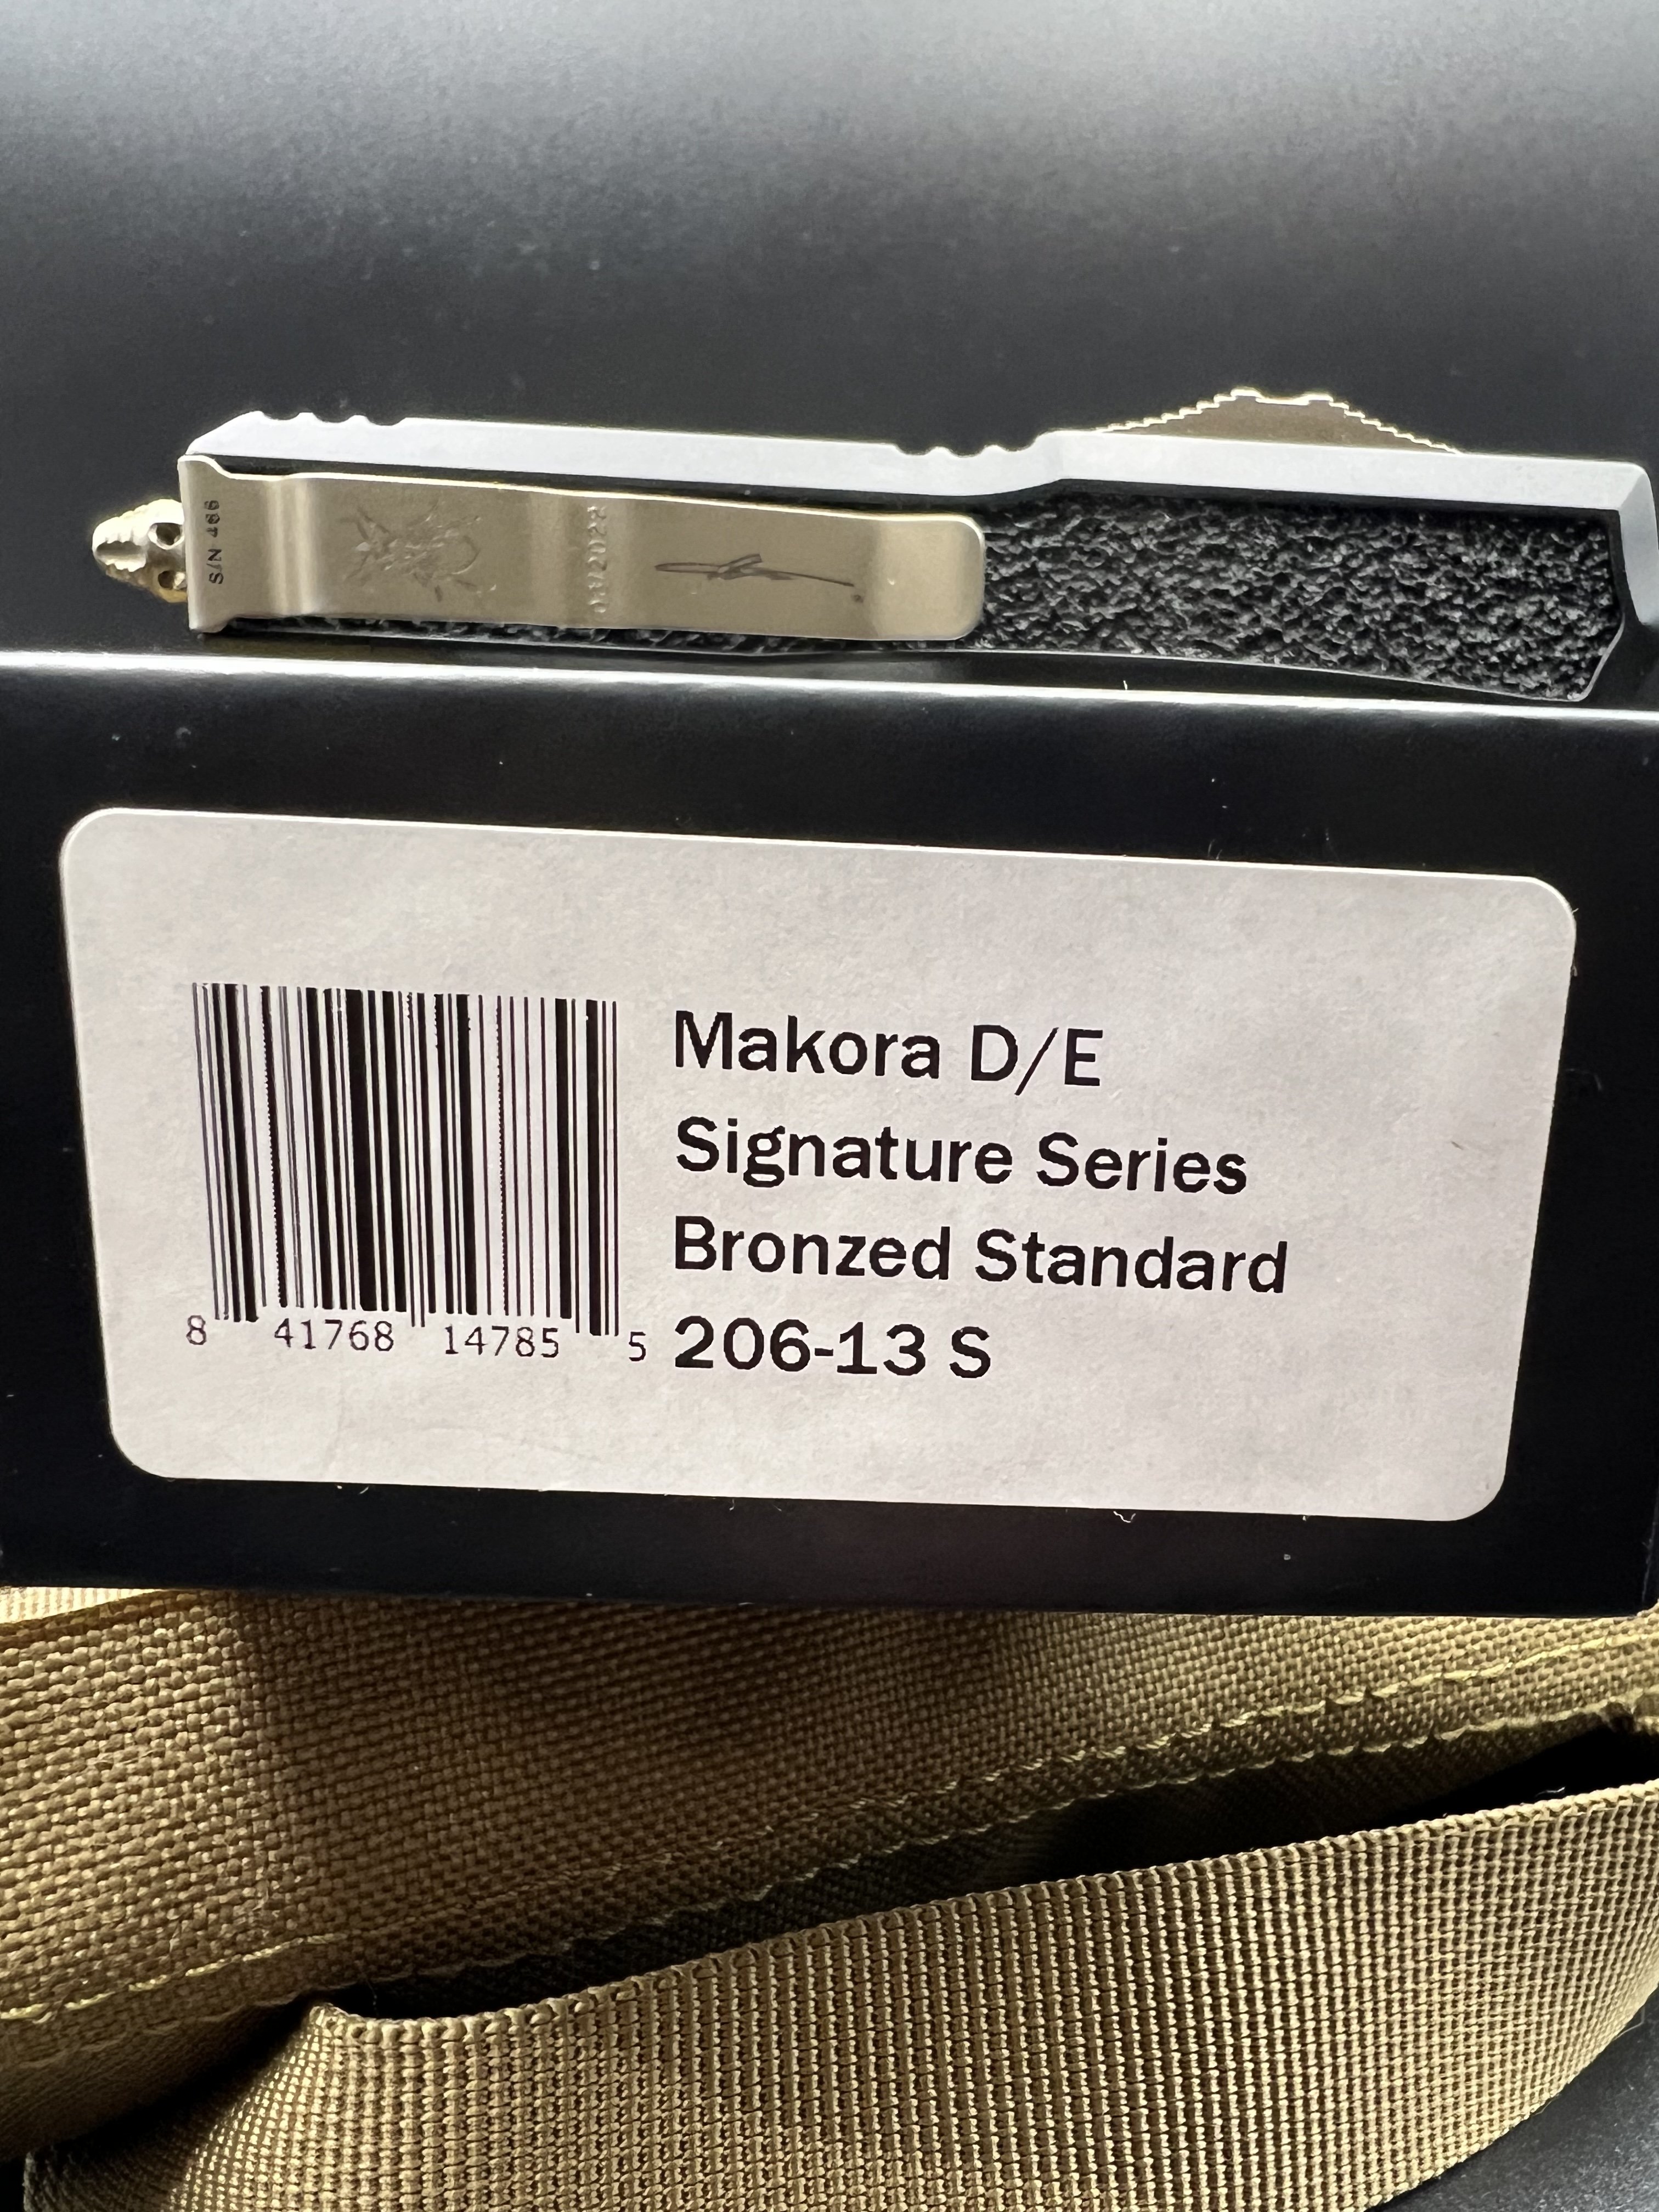 S/N 466
Makora D/E
Signature Series
Bronzed Standard
206-13 S
8 41768 14785 5